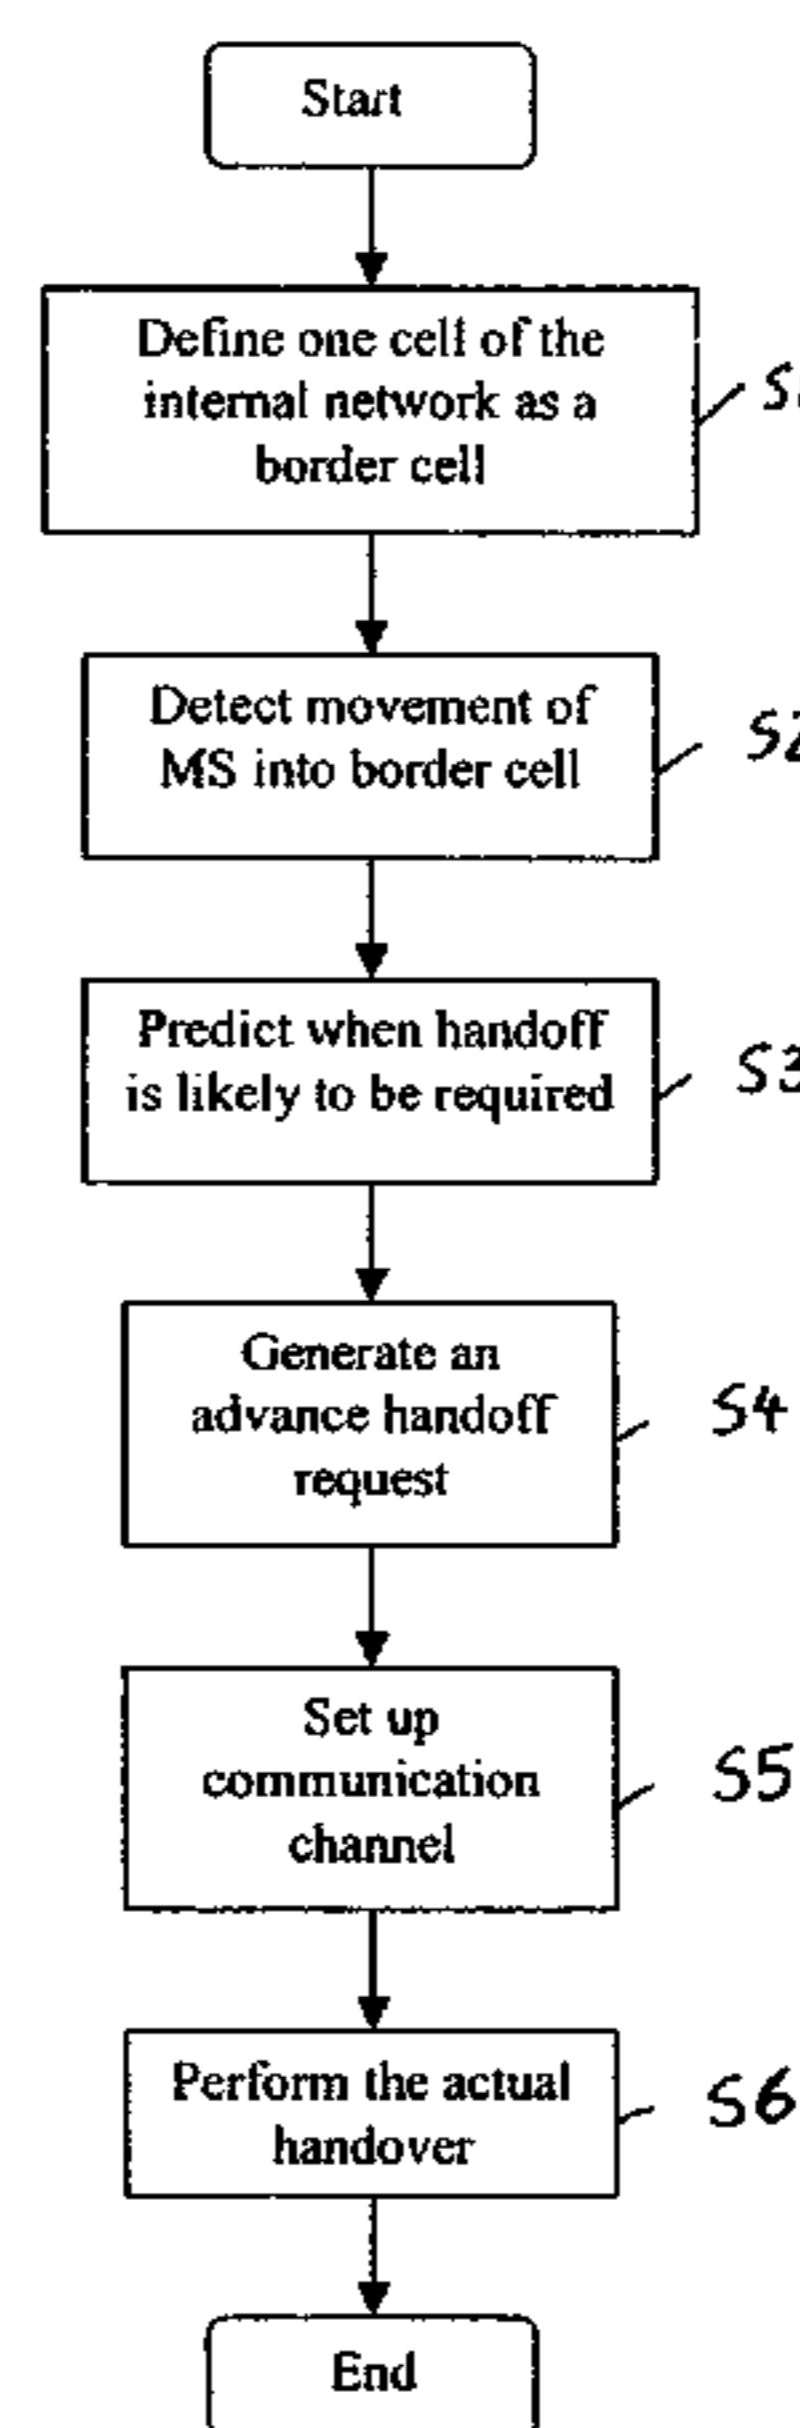 Start
Define one cell of the
internal network as a
border cell
Detect movement of
MS into border cell
S2
Predict when handoff
is likely to be required
S3
Generate an
advance handoff
request
S4
Set up
communication
channel
S5
Perform the actual
handover
S6
End